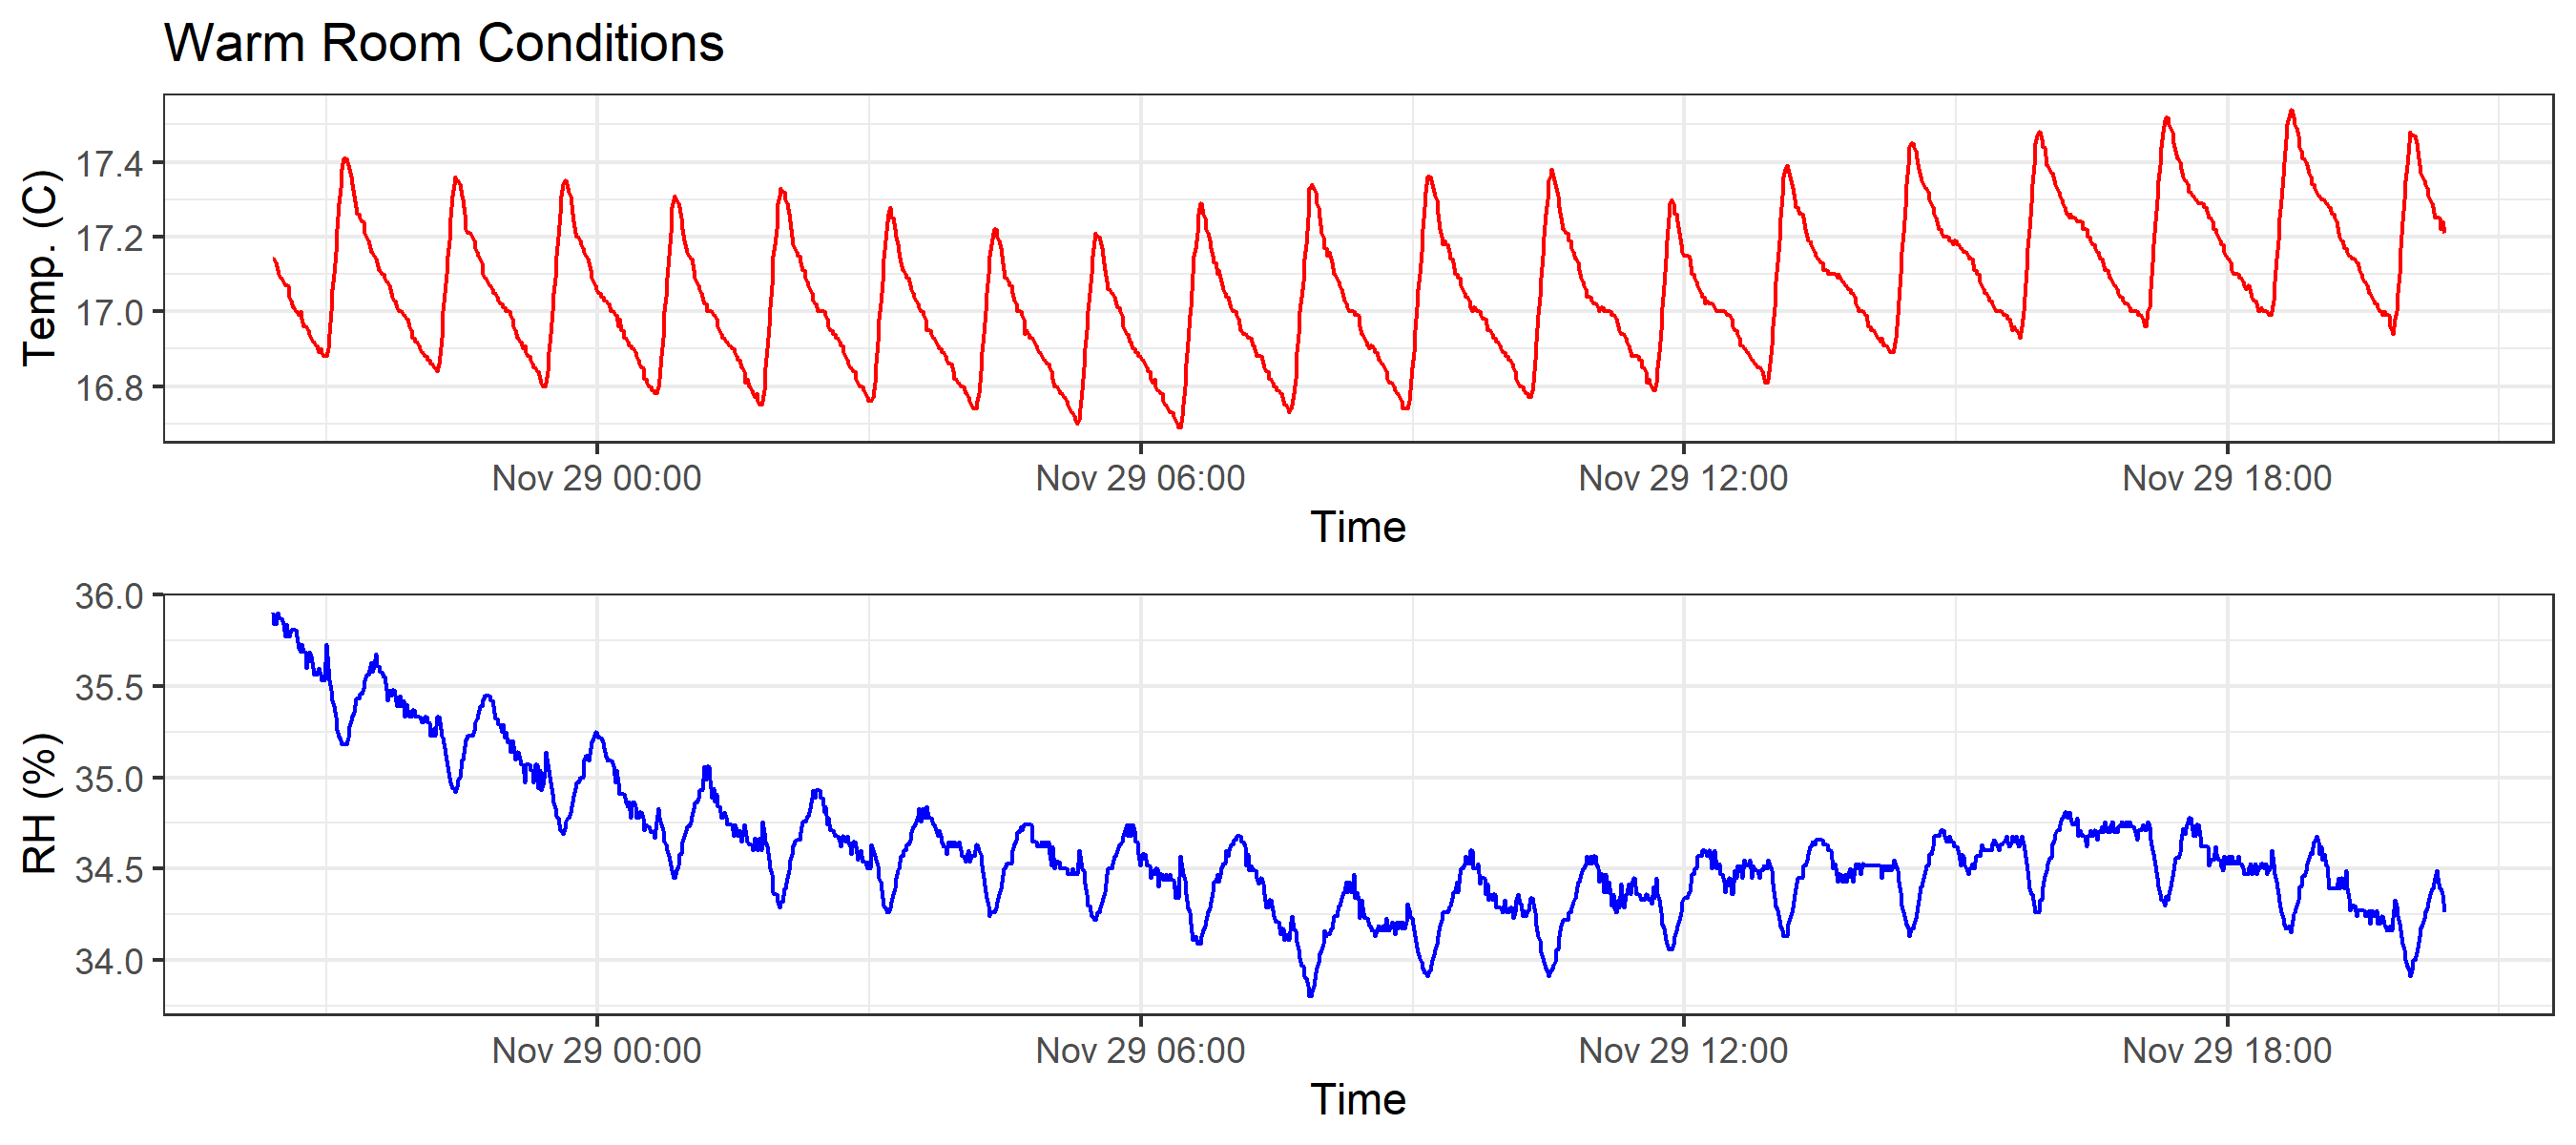 Warm Room Conditions
Temp. (C)
17.4
17.2
17.0
16.8
Nov 29 00:00 Nov 29 06:00 Nov 29 12:00 Nov 29 18:00
Time
RH (%)
36.0
35.5
35.0
34.5
34.0
Nov 29 00:00 Nov 29 06:00 Nov 29 12:00 Nov 29 18:00
Time